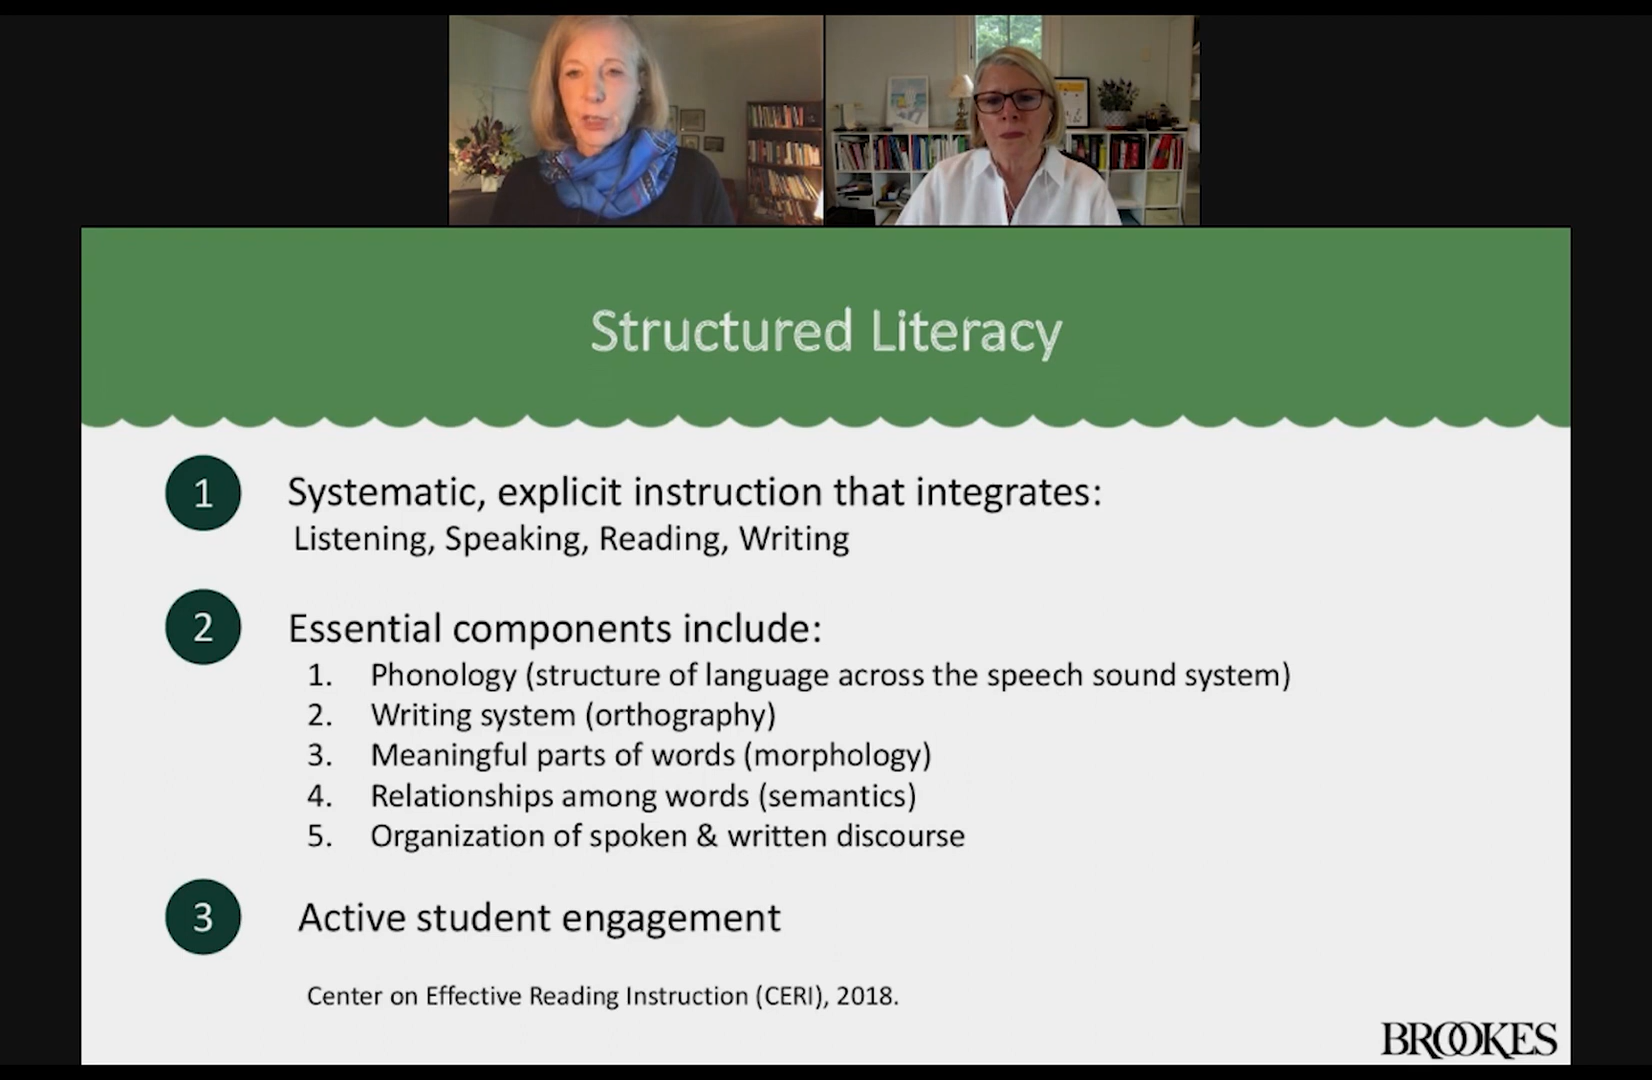 Structured Literacy
1 Systematic, explicit instruction that integrates:
Listening, Speaking, Reading, Writing
2 Essential components include:
1. Phonology (structure of language across the speech sound system)
2. Writing system (orthography)
3. Meaningful parts of words (morphology)
4. Relationships among words (semantics)
5. Organization of spoken & written discourse
3 Active student engagement
Center on Effective Reading Instruction (CERI), 2018.
BROOKES